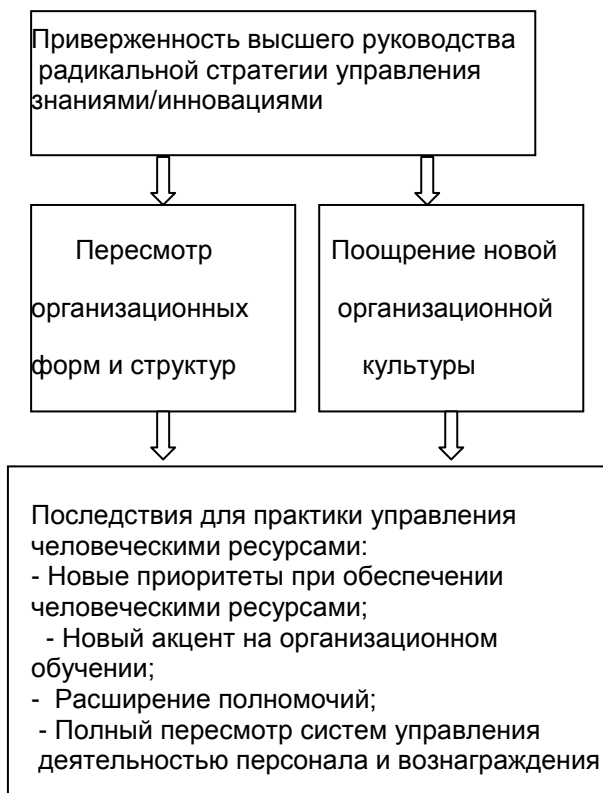 Приверженность высшего руководства
радикальной стратегии управления
знаниями/инновациями
Пересмотр
организационных
форм и структур
Поощрение новой
организационной
культуры
Последствия для практики управления
человеческими ресурсами:
- Новые приоритеты при обеспечении
человеческими ресурсами;
- Новый акцент на организационном
обучении;
- Расширение полномочий;
- Полный пересмотр систем управления
деятельностью персонала и вознаграждения